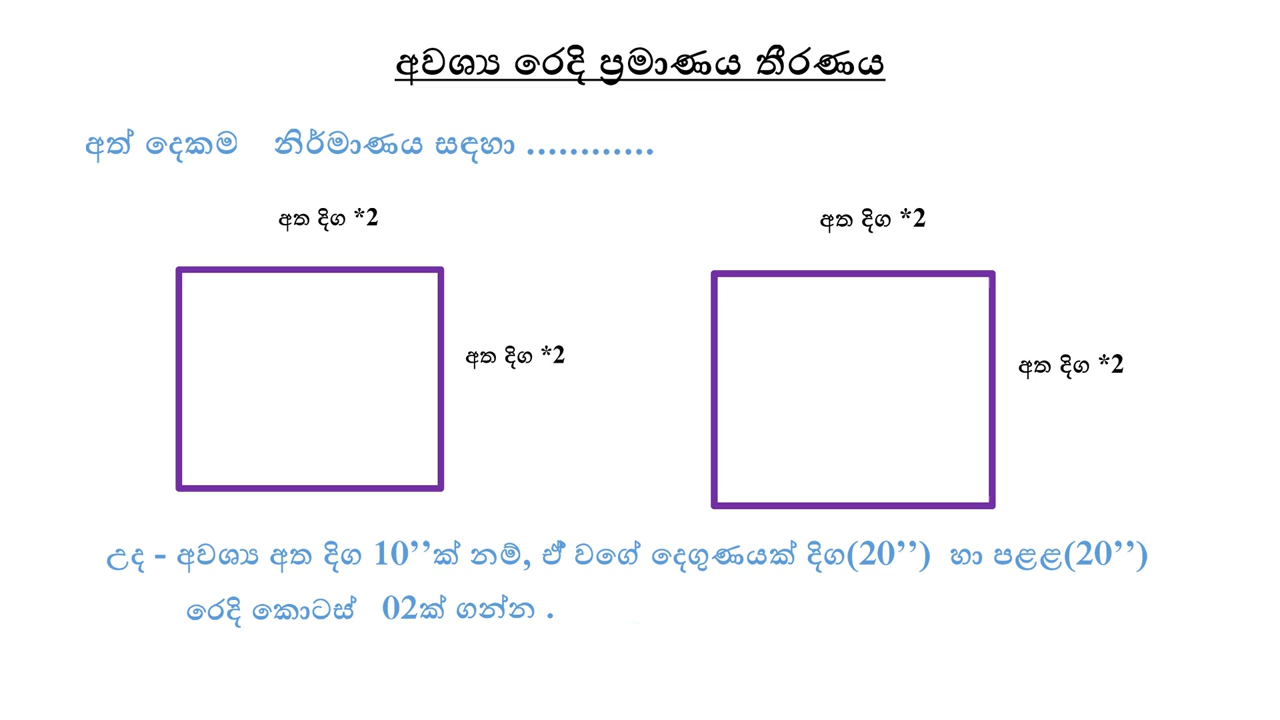 අවශ්‍ය රෙදි ප්‍රමාණය තීරණය
අත් දෙකම නිර්මාණය සඳහා ............
අත දිග *2
අත දිග *2
අත දිග *2
අත දිග *2
උද - අවශ්‍ය අත දිග 10’’ක් නම්, ඒ වගේ දෙගුණයක් දිග(20’’) හා පළළ(20’’)
රෙදි කොටස් 02ක් ගන්න .